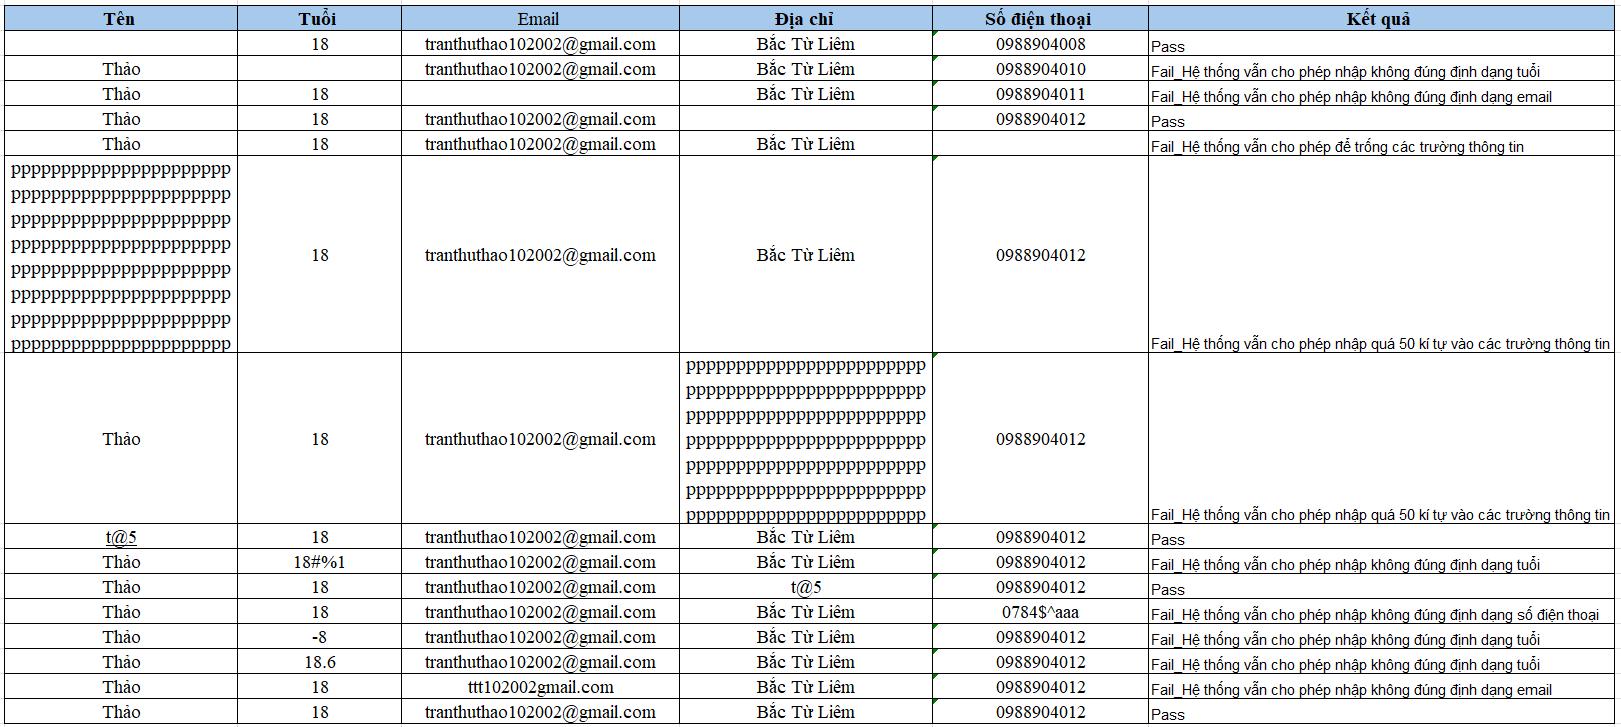 Tên Tuổi Email Địa chỉ Số điện thoại Kết quả
18 tranthuthao102002@gmail.com Bắc Từ Liêm 0988904008 Pass
Thảo tranthuthao102002@gmail.com Bắc Từ Liêm 0988904010 Fail_Hệ thống vẫn cho phép nhập không đúng định dạng tuổi
Thảo 18 Bắc Từ Liêm 0988904011 Fail_Hệ thống vẫn cho phép nhập không đúng định dạng email
Thảo 18 tranthuthao102002@gmail.com 0988904012 Pass
Thảo 18 tranthuthao102002@gmail.com Bắc Từ Liêm Fail_Hệ thống vẫn cho phép để trống các trường thông tin
pppppppppppppppppppppp
pppppppppppppppppppppp
pppppppppppppppppppppp
pppppppppppppppppppppp
pppppppppppppppppppppp
pppppppppppppppppppppp
pppppppppppppppppppppp
pppppppppppppppppppppp
18 tranthuthao102002@gmail.com Bắc Từ Liêm 0988904012 Fail_Hệ thống vẫn cho phép nhập quá 50 kí tự vào các trường thông tin
Thảo 18 tranthuthao102002@gmail.com
pppppppppppppppppppppppp
pppppppppppppppppppppppp
pppppppppppppppppppppppp
pppppppppppppppppppppppp
pppppppppppppppppppppppp
pppppppppppppppppppppppp
pppppppppppppppppppppppp
0988904012 Fail_Hệ thống vẫn cho phép nhập quá 50 kí tự vào các trường thông tin
t@5 18 tranthuthao102002@gmail.com Bắc Từ Liêm 0988904012 Pass
Thảo 18#%1 tranthuthao102002@gmail.com Bắc Từ Liêm 0988904012 Fail_Hệ thống vẫn cho phép nhập không đúng định dạng tuổi
Thảo 18 tranthuthao102002@gmail.com t@5 0988904012 Pass
Thảo 18 tranthuthao102002@gmail.com Bắc Từ Liêm 0784$^aaa Fail_Hệ thống vẫn cho phép nhập không đúng định dạng số điện thoại
Thảo -8 tranthuthao102002@gmail.com Bắc Từ Liêm 0988904012 Fail_Hệ thống vẫn cho phép nhập không đúng định dạng tuổi
Thảo 18.6 tranthuthao102002@gmail.com Bắc Từ Liêm 0988904012 Fail_Hệ thống vẫn cho phép nhập không đúng định dạng tuổi
Thảo 18 ttt102002gmail.com Bắc Từ Liêm 0988904012 Fail_Hệ thống vẫn cho phép nhập không đúng định dạng email
Thảo 18 tranthuthao102002@gmail.com Bắc Từ Liêm 0988904012 Pass